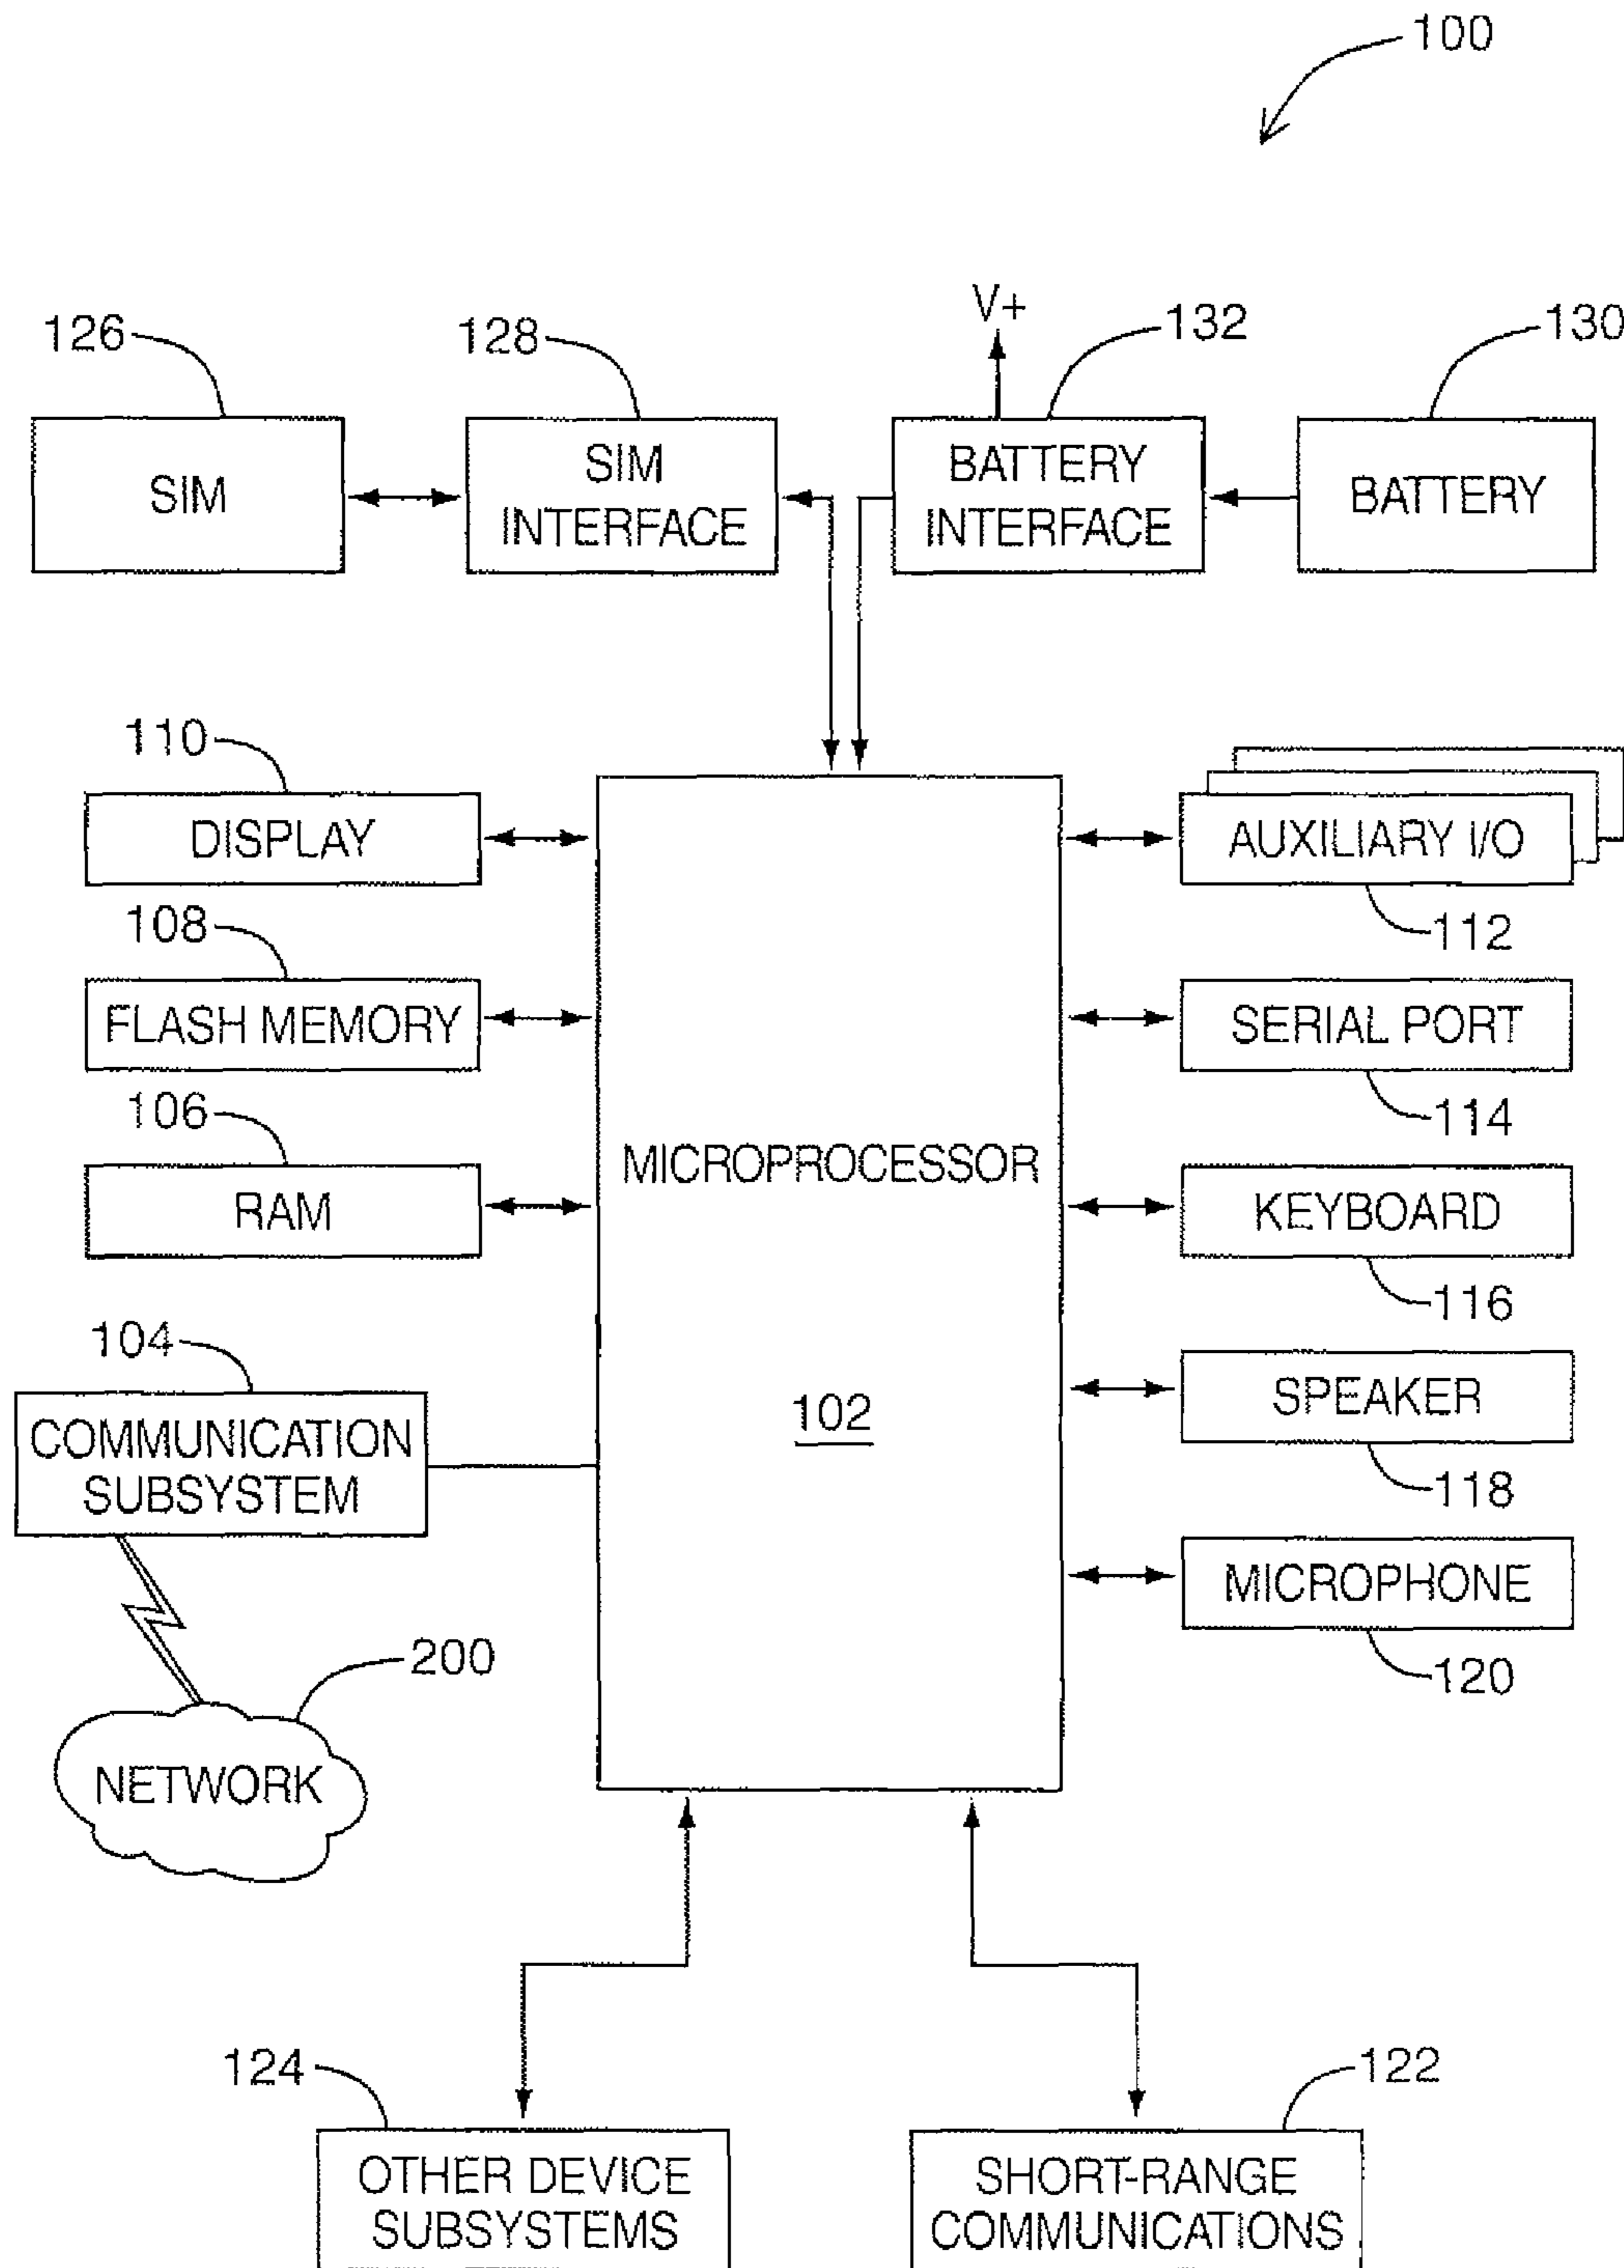 100
V+
126
128
132
130
SIM
SIM
INTERFACE
BATTERY
INTERFACE
BATTERY
110
DISPLAY
AUXILIARY I/O
112
108
FLASH MEMORY
SERIAL PORT
114
106
RAM
MICROPROCESSOR
102
KEYBOARD
116
104
COMMUNICATION
SUBSYSTEM
SPEAKER
118
MICROPHONE
120
200
NETWORK
124
122
OTHER DEVICE
SUBSYSTEMS
SHORT-RANGE
COMMUNICATIONS